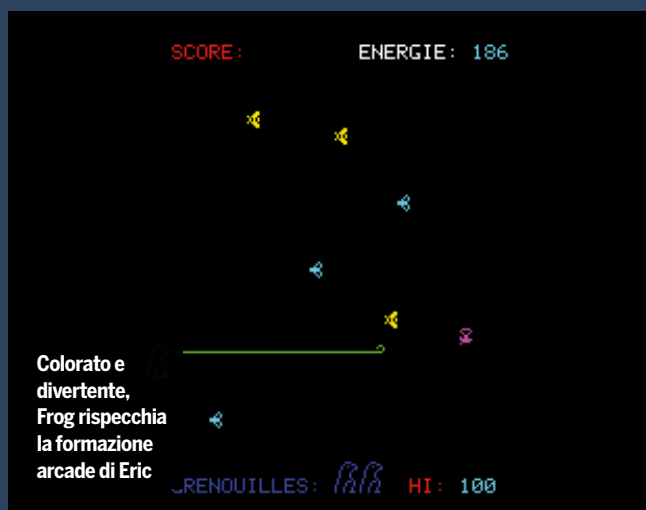 SCORE: ENERGIE: 186
Colorato e
divertente,
Frog rispecchia
la formazione
arcade di Eric
RENOUILLES: HI: 100